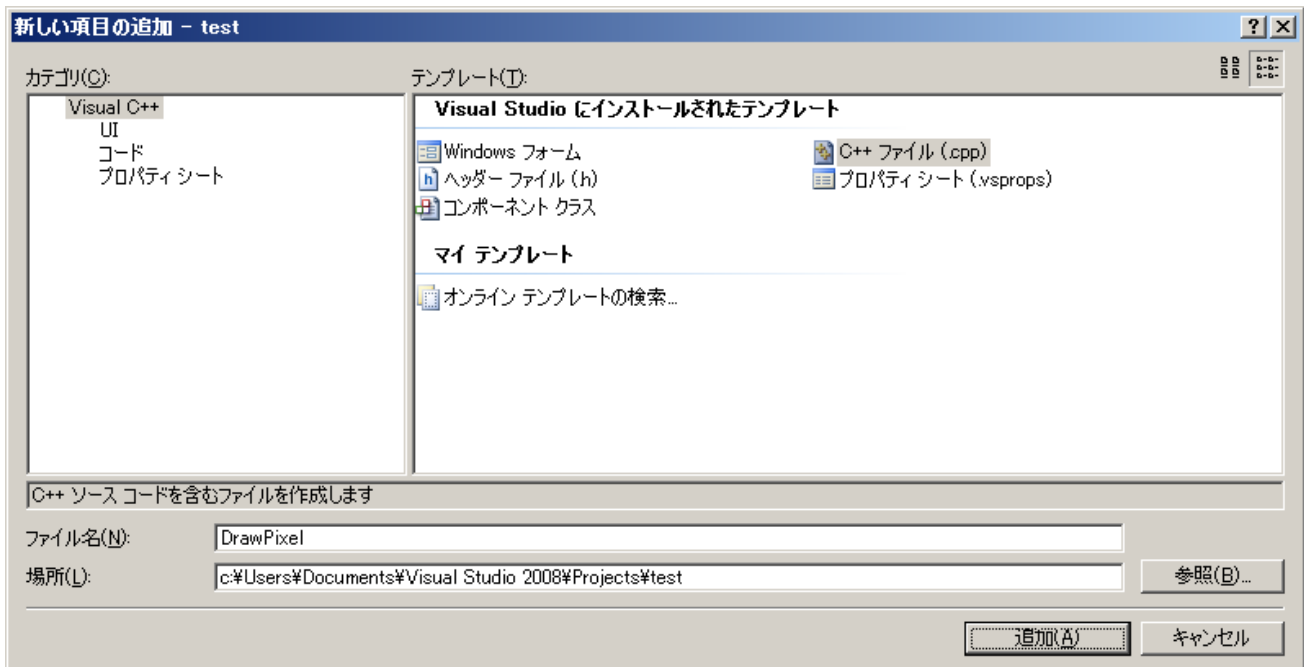 新しい項目の追加 - test
カテゴリ(C):
テンプレート(T):
Visual C++
UI
コード
プロパティ シート
Visual Studio にインストールされたテンプレート
Windows フォーム
C++ ファイル (.cpp)
ヘッダー ファイル (h)
プロパティ シート (.vsprops)
コンポーネント クラス
マイ テンプレート
オンライン テンプレートの検索...
C++ ソース コードを含むファイルを作成します
ファイル名(N):
DrawPixel
場所(L):
c:¥Users¥Documents¥Visual Studio 2008¥Projects¥test
参照(B)...
追加(A)
キャンセル